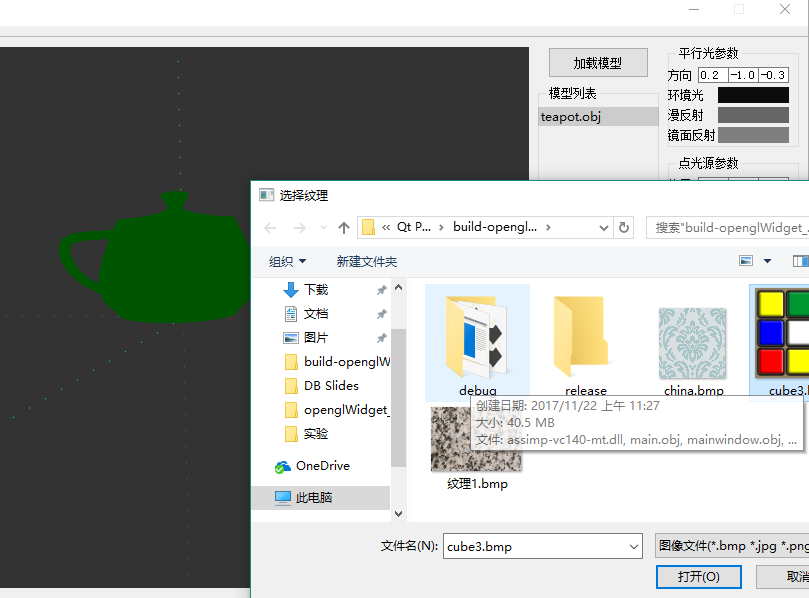 加载模型
模型列表
teapot.obj
平行光参数
方向 0.2 -1.0 -0.3
环境光
漫反射
镜面反射
点光源参数
选择纹理
« Qt P... › build-opengl... ›
搜索"build-openglWidget_
组织
新建文件夹
下载
文档
图片
build-openglW
DB Slides
openglWidget_
实验
OneDrive
此电脑
debug
release
china.bmp
cube3.b
创建日期: 2017/11/22 上午 11:27
大小: 40.5 MB
文件: assimp-vc140-mt.dll, main.obj, mainwindow.obj, ...
纹理1.bmp
文件名(N):
cube3.bmp
图像文件(*.bmp *.jpg *.png
打开(O)
取消